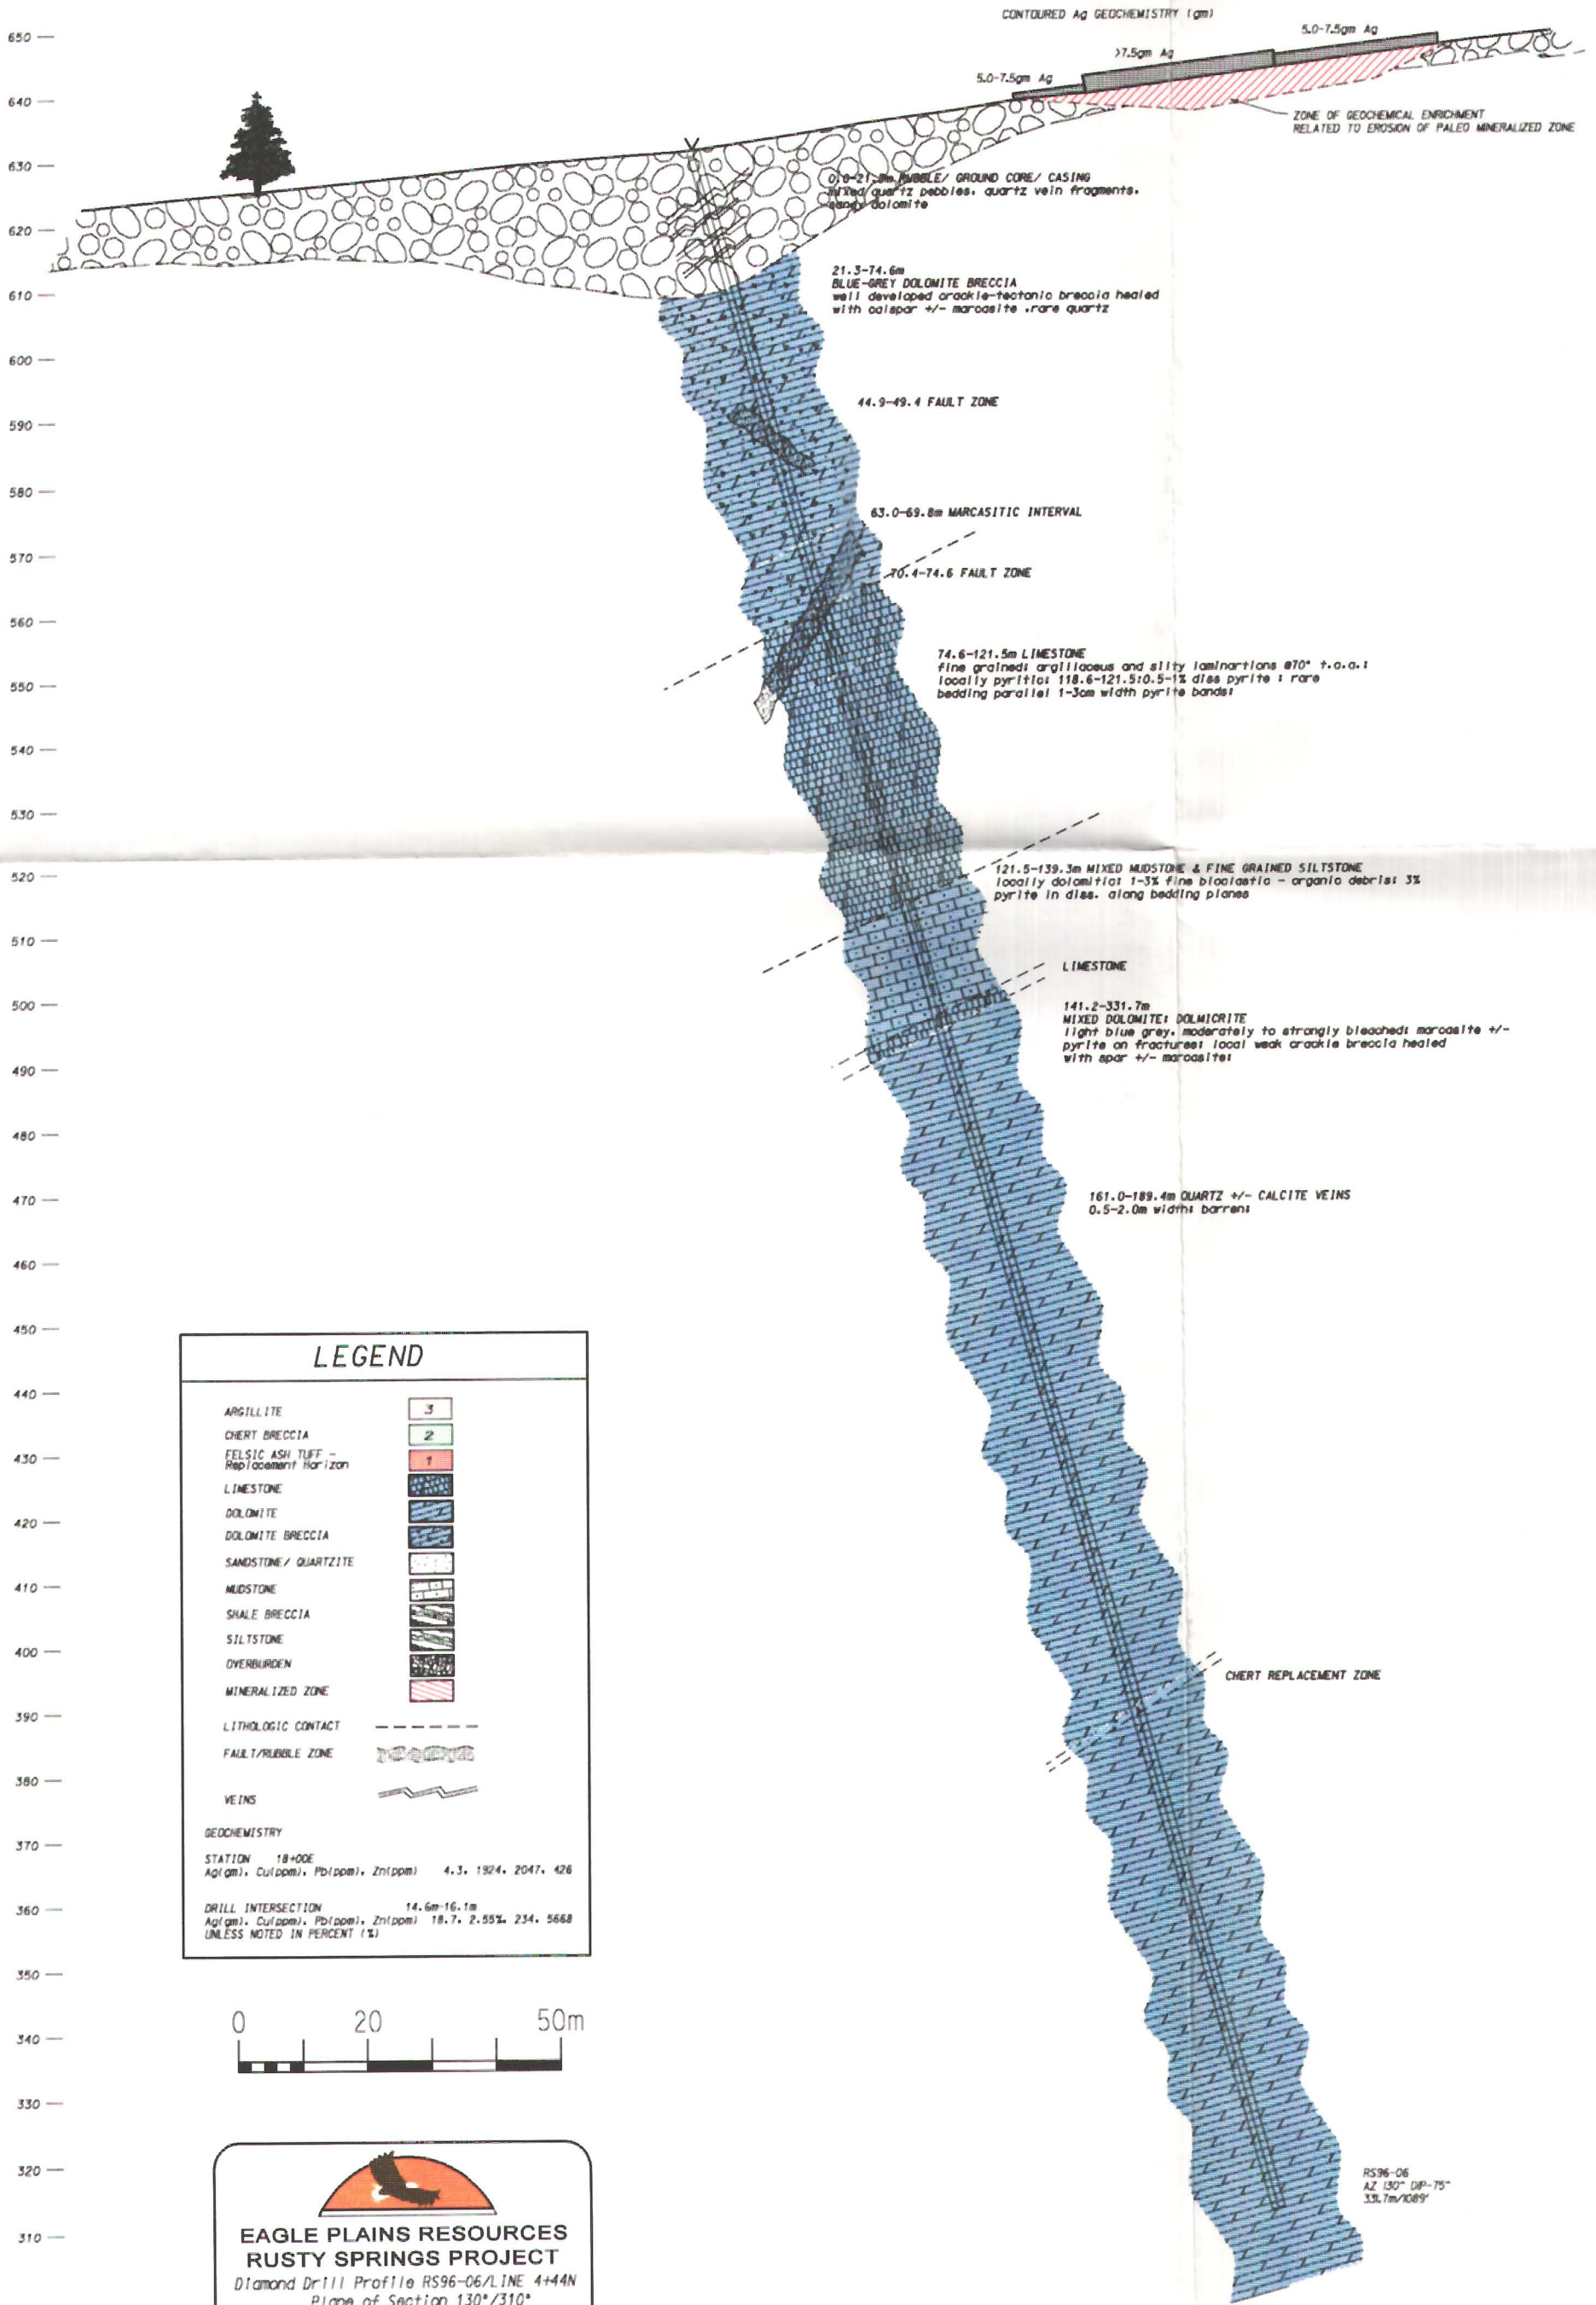 CONTOURED Ag GEOCHEMISTRY (gm)
5.0-7.5gm Ag
>7.5gm Ag
5.0-7.5gm Ag
ZONE OF GEOCHEMICAL ENRICHMENT
RELATED TO EROSION OF PALEO MINERALIZED ZONE
650
640
630
620
610
600
590
580
570
560
550
540
530
520
510
500
490
480
470
460
450
440
430
420
410
400
390
380
370
360
350
340
330
320
310
RUBBLE/ GROUND CORE/ CASING
mixed quartz pebbles, quartz vein fragments,
sandy dolomite
21.3-74.6m
BLUE-GREY DOLOMITE BRECCIA
well developed crackle-tectonic breccia healed
with calspar +/- marcasite ,rare quartz
44.9-49.4 FAULT ZONE
63.0-69.8m MARCASITIC INTERVAL
70.4-74.6 FAULT ZONE
74.6-121.5m LIMESTONE
fine grained; argillaceus and silty laminartions @70° t.c.a.;
locally pyritic; 118.6-121.5:0.5-1% diss pyrite ; rare
bedding parallel 1-3cm width pyrite bands;
121.5-139.3m MIXED MUDSTONE & FINE GRAINED SILTSTONE
locally dolomitic; 1-3% fine bioclastic - organic debris; 3%
pyrite in diss. along bedding planes
LIMESTONE
141.2-331.7m
MIXED DOLOMITE; DOLMICRITE
light blue grey, moderately to strongly bleached; marcasite +/-
pyrite on fractures; local weak crackle breccia healed
with spar +/- marcasite;
161.0-189.4m QUARTZ +/- CALCITE VEINS
0.5-2.0m width; barren;
CHERT REPLACEMENT ZONE
RS96-06
AZ 130° DIP-75°
331.7m/1089'
LEGEND
ARGILLITE 3
CHERT BRECCIA 2
FELSIC ASH TUFF - 1
Replacement Horizon
LIMESTONE
DOLOMITE
DOLOMITE BRECCIA
SANDSTONE/ QUARTZITE
MUDSTONE
SHALE BRECCIA
SILTSTONE
OVERBURDEN
MINERALIZED ZONE
LITHOLOGIC CONTACT
FAULT/RUBBLE ZONE
VEINS
GEOCHEMISTRY
STATION 18+00E
Ag(gm), Cu(ppm), Pb(ppm), Zn(ppm) 4.3, 1924, 2047, 426
DRILL INTERSECTION 14.6m-16.1m
Ag(gm), Cu(ppm), Pb(ppm), Zn(ppm) 18.7, 2.55%, 234, 5668
UNLESS NOTED IN PERCENT (%)
0 20 50m
EAGLE PLAINS RESOURCES
RUSTY SPRINGS PROJECT
Diamond Drill Profile RS96-06/LINE 4+44N
Plane of Section 130°/310°